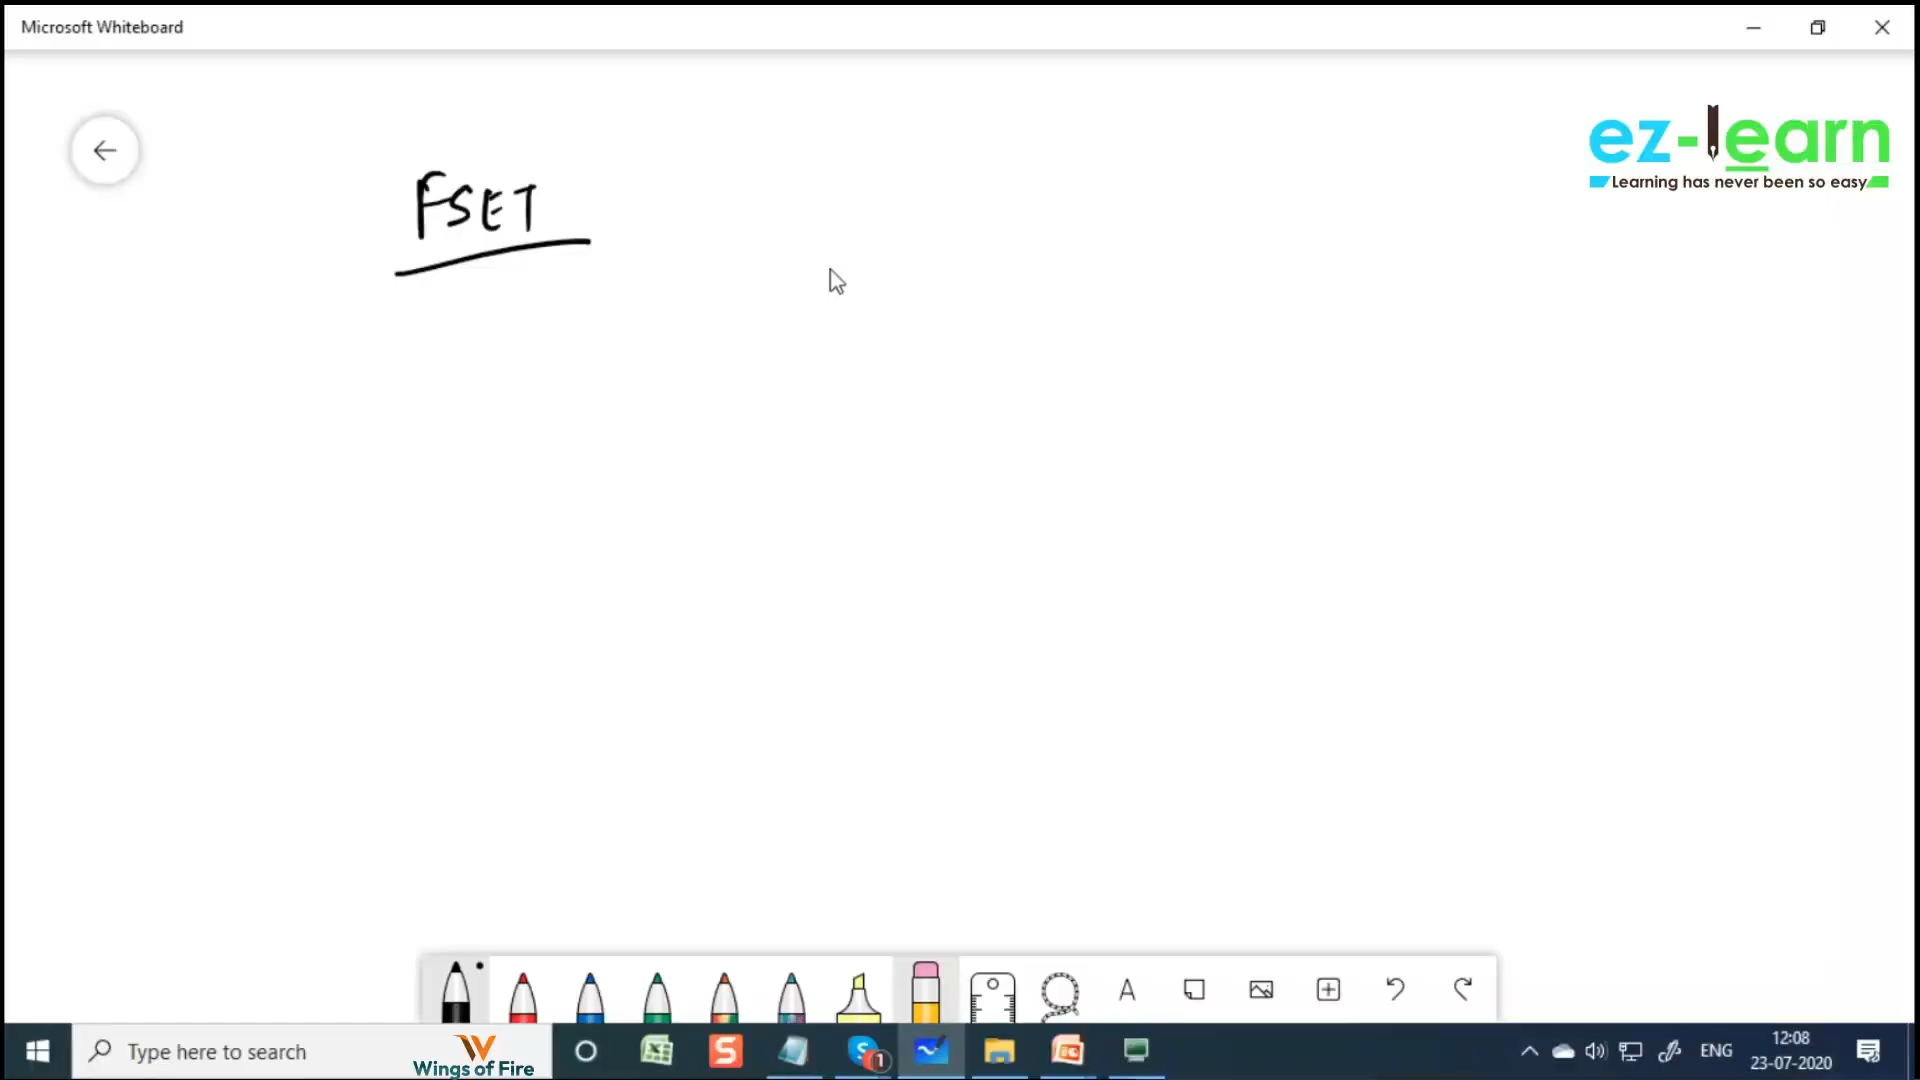 Microsoft Whiteboard
ez-learn
Learning has never been so easy
FSET
A
Type here to search
Wings of Fire
1
ENG
12:08
23-07-2020